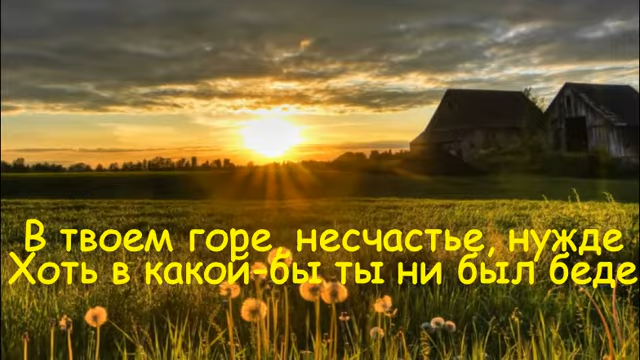 В твоем горе, несчастье, нужде
Хоть в какой-бы ты ни был беде